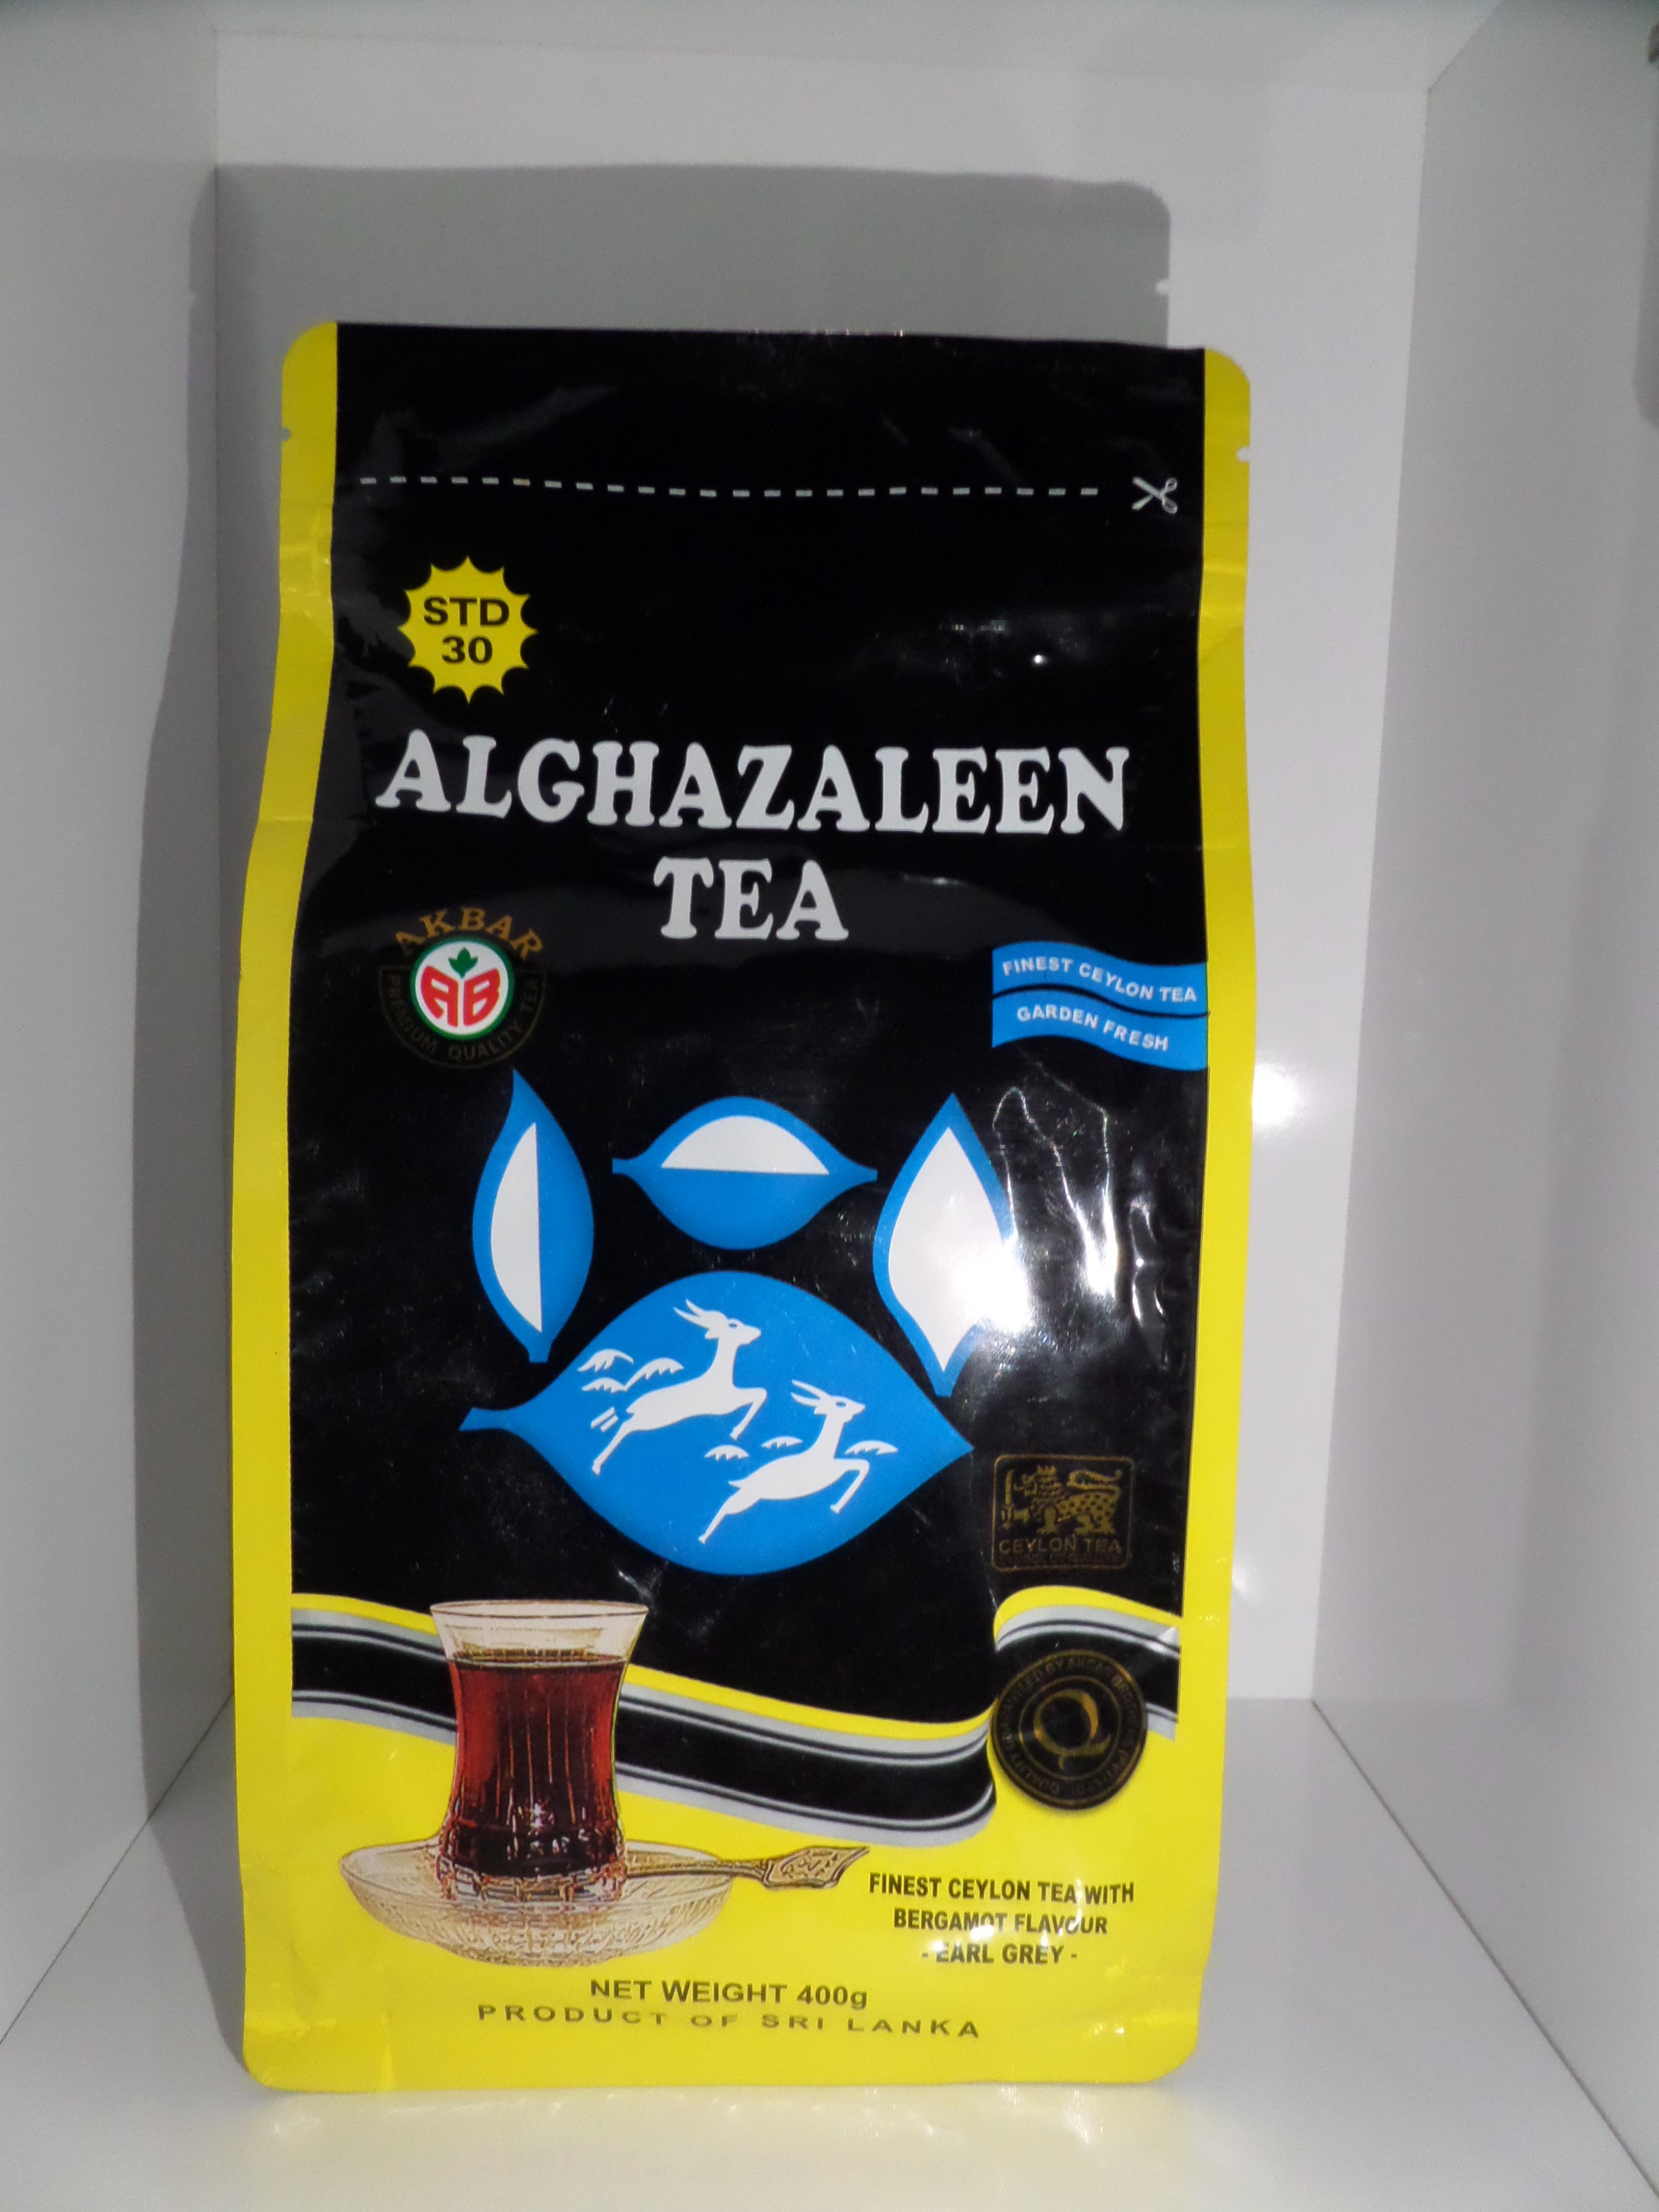 STD
30
ALGHAZALEEN
TEA
AKBAR
AB
PREMIUM QUALITY TEA
FINEST CEYLON TEA
GARDEN FRESH
CEYLON TEA
Q
FINEST CEYLON TEA WITH
BERGAMOT FLAVOUR
- EARL GREY -
NET WEIGHT 400g
PRODUCT OF SRI LANKA